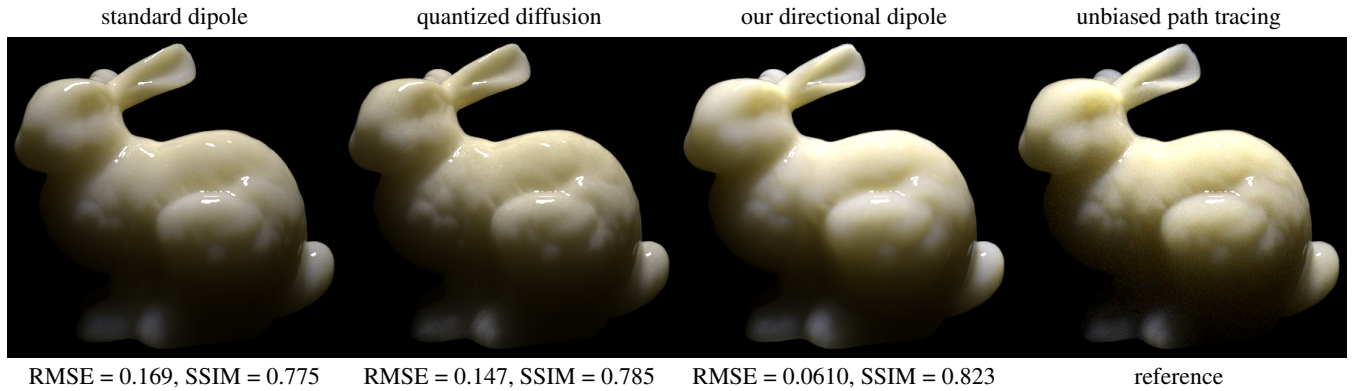 standard dipole quantized diffusion our directional dipole unbiased path tracing
RMSE = 0.169, SSIM = 0.775 RMSE = 0.147, SSIM = 0.785 RMSE = 0.0610, SSIM = 0.823 reference